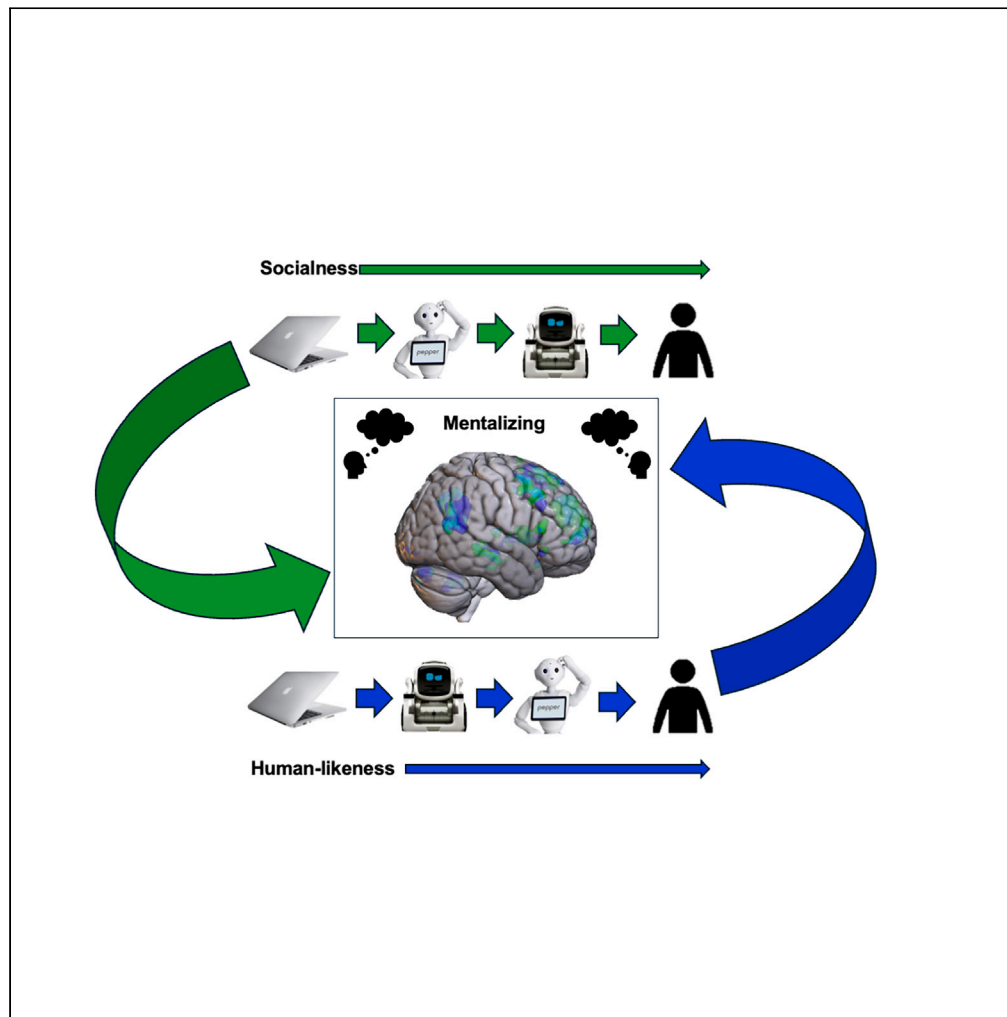 Socialness
pepper
Mentalizing
pepper
Human-likeness